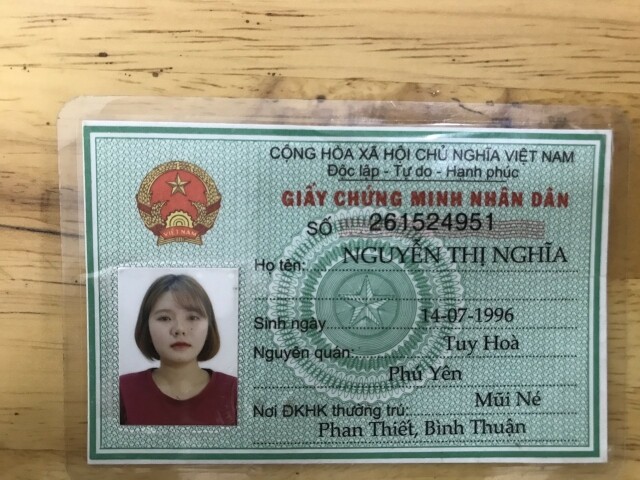 CỘNG HÒA XÃ HỘI CHỦ NGHĨA VIỆT NAM
Độc lập - Tự do - Hạnh phúc
GIẤY CHỨNG MINH NHÂN DÂN
SỐ 261524951
Họ tên: NGUYỄN THỊ NGHĨA
Sinh ngày 14-07-1996
Nguyên quán: Tuy Hoà
Phú Yên
Nơi ĐKHK thường trú: Mũi Né
Phan Thiết, Bình Thuận
VIỆT NAM